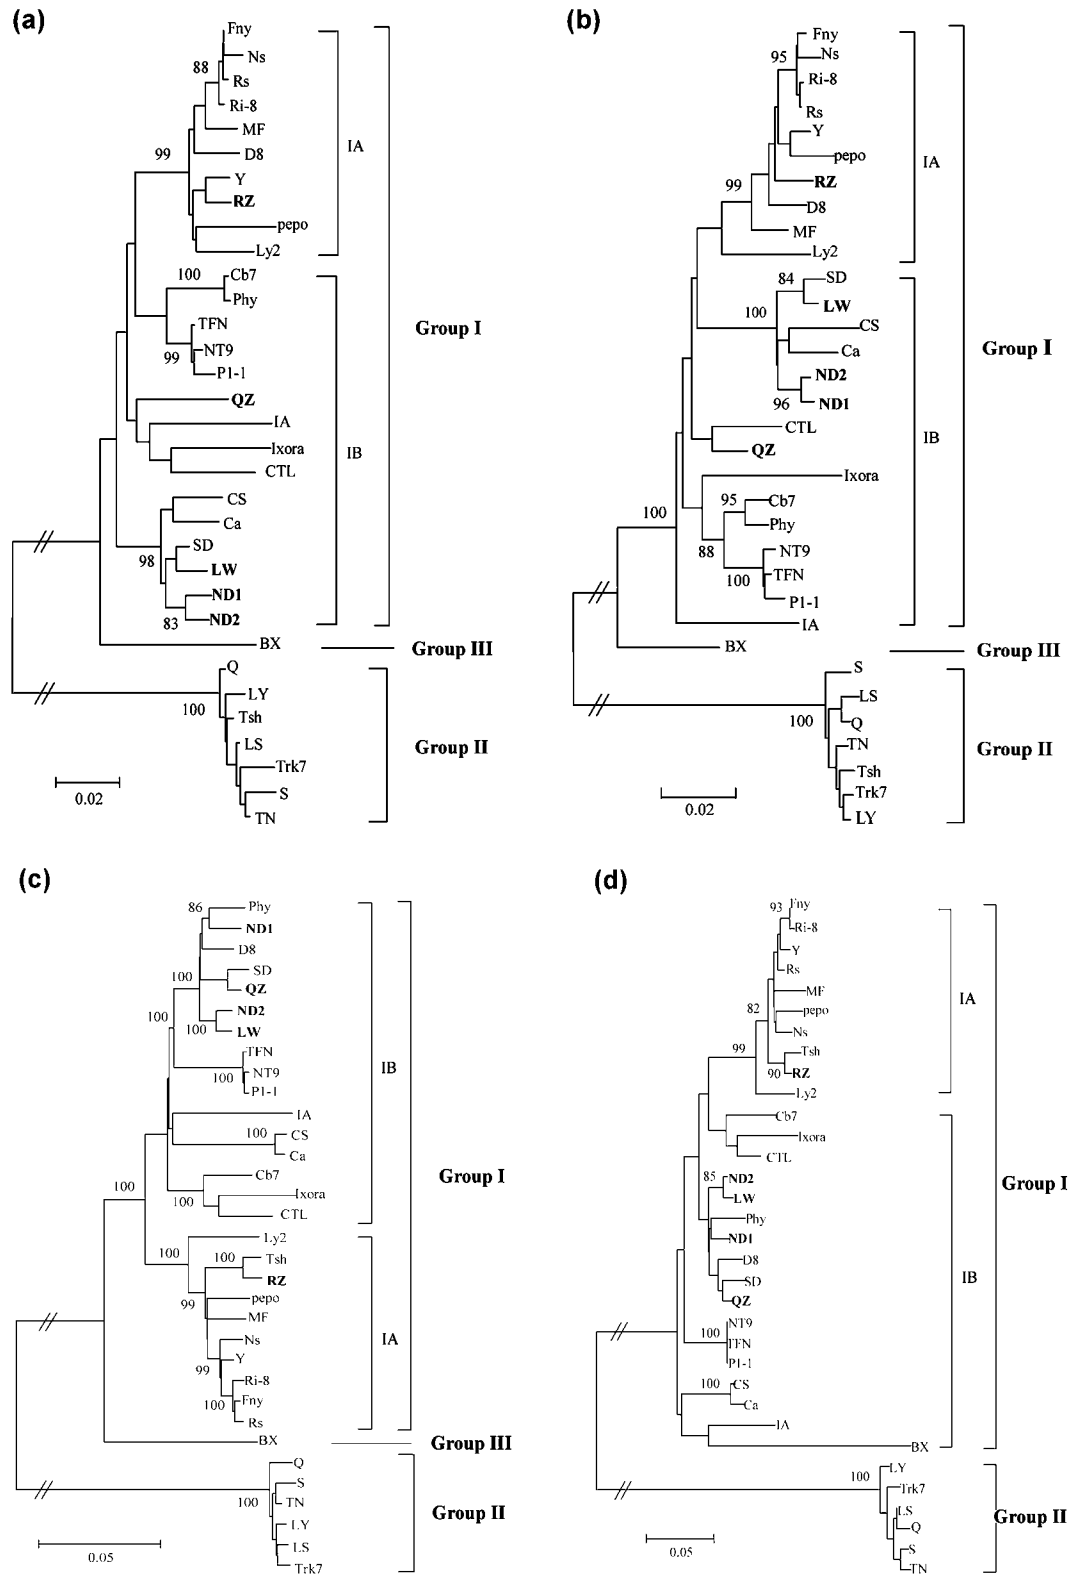 (a)
Fny
88
Ns
Rs
Ri-8
MF
99
D8
IA
Y
RZ
pepo
Ly2
100
Cb7
Phy
TFN
99
NT9
P1-1
Group I
QZ
IA
Ixora
IB
CTL
CS
Ca
98
SD
LW
ND1
83
ND2
BX
Group III
Q
100
LY
Tsh
LS
Group II
Trk7
S
TN
0.02
(b)
Fny
95
Ns
Ri-8
Rs
Y
pepo
IA
99
RZ
D8
MF
Ly2
84
SD
100
LW
CS
Ca
Group I
ND2
96
ND1
CTL
IB
QZ
Ixora
100
95
Cb7
Phy
88
NT9
100
TFN
P1-1
IA
BX
Group III
S
100
LS
Q
TN
Group II
Tsh
Trk7
LY
0.02
(c)
86
Phy
ND1
D8
100
SD
QZ
100
ND2
100
LW
TFN
100
NT9
P1-1
IB
IA
100
CS
Ca
Group I
100
Cb7
100
Ixora
CTL
Ly2
100
100
Tsh
RZ
99
pepo
MF
Ns
IA
99
Y
Ri-8
100
Fny
Rs
BX
Group III
Q
100
S
TN
Group II
LY
LS
Trk7
0.05
(d)
93
Fny
Ri-8
Y
Rs
MF
IA
82
pepo
Ns
99
Tsh
90
RZ
Ly2
Cb7
Ixora
CTL
85
ND2
Group I
LW
Phy
ND1
D8
IB
SD
QZ
NT9
100
TFN
P1-1
100
CS
Ca
IA
BX
100
LY
Trk7
LS
Group II
Q
S
TN
0.05